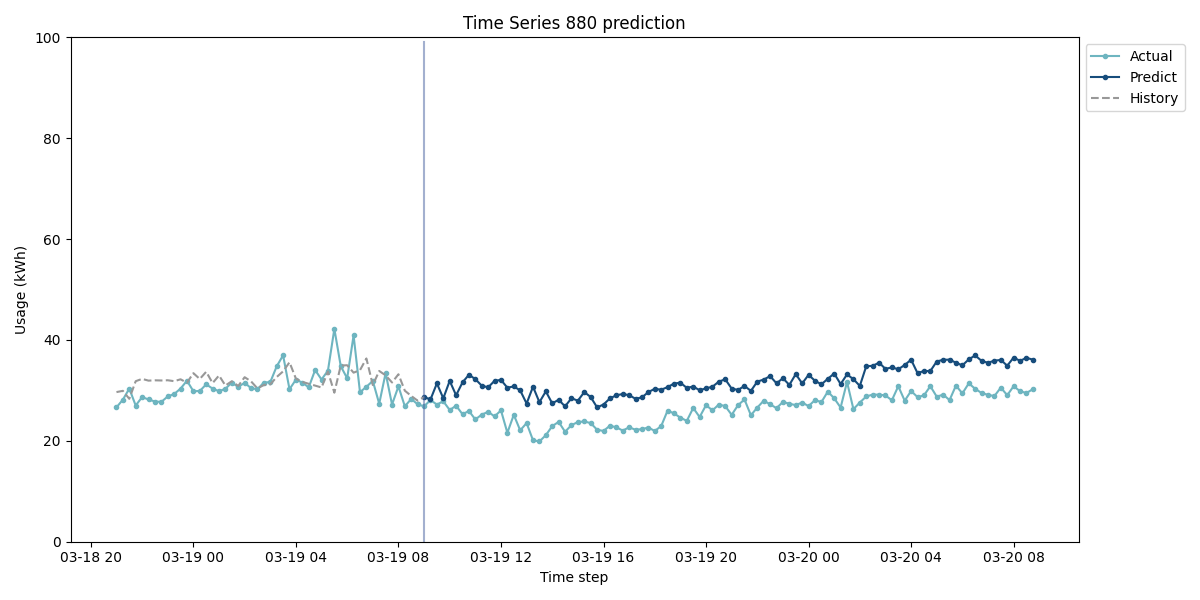 Time Series 880 prediction
100
80
60
40
20
0
Usage (kWh)
03-18 20 03-19 00 03-19 04 03-19 08 03-19 12 03-19 16 03-19 20 03-20 00 03-20 04 03-20 08
Time step
Actual
Predict
History